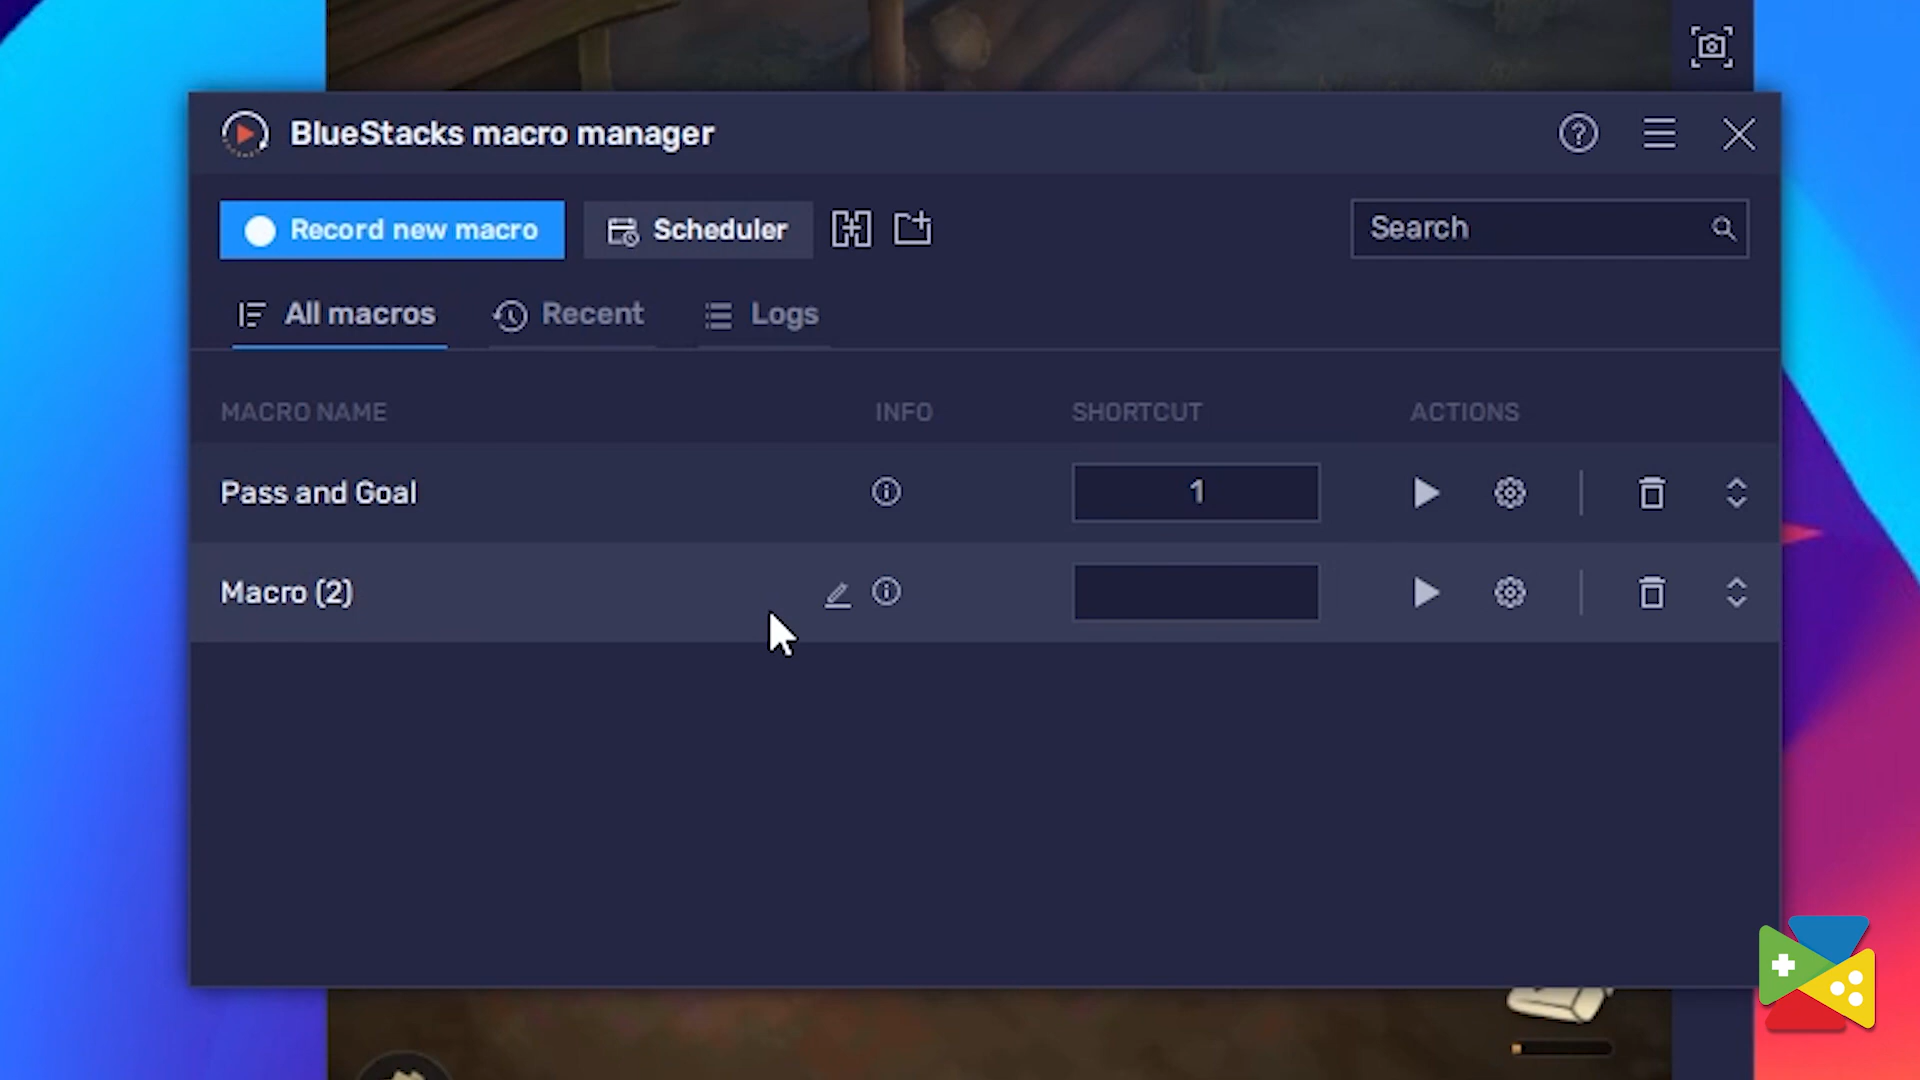 BlueStacks macro manager
Record new macro
Scheduler
Search
All macros
Recent
Logs
MACRO NAME
INFO
SHORTCUT
ACTIONS
Pass and Goal
1
Macro (2)